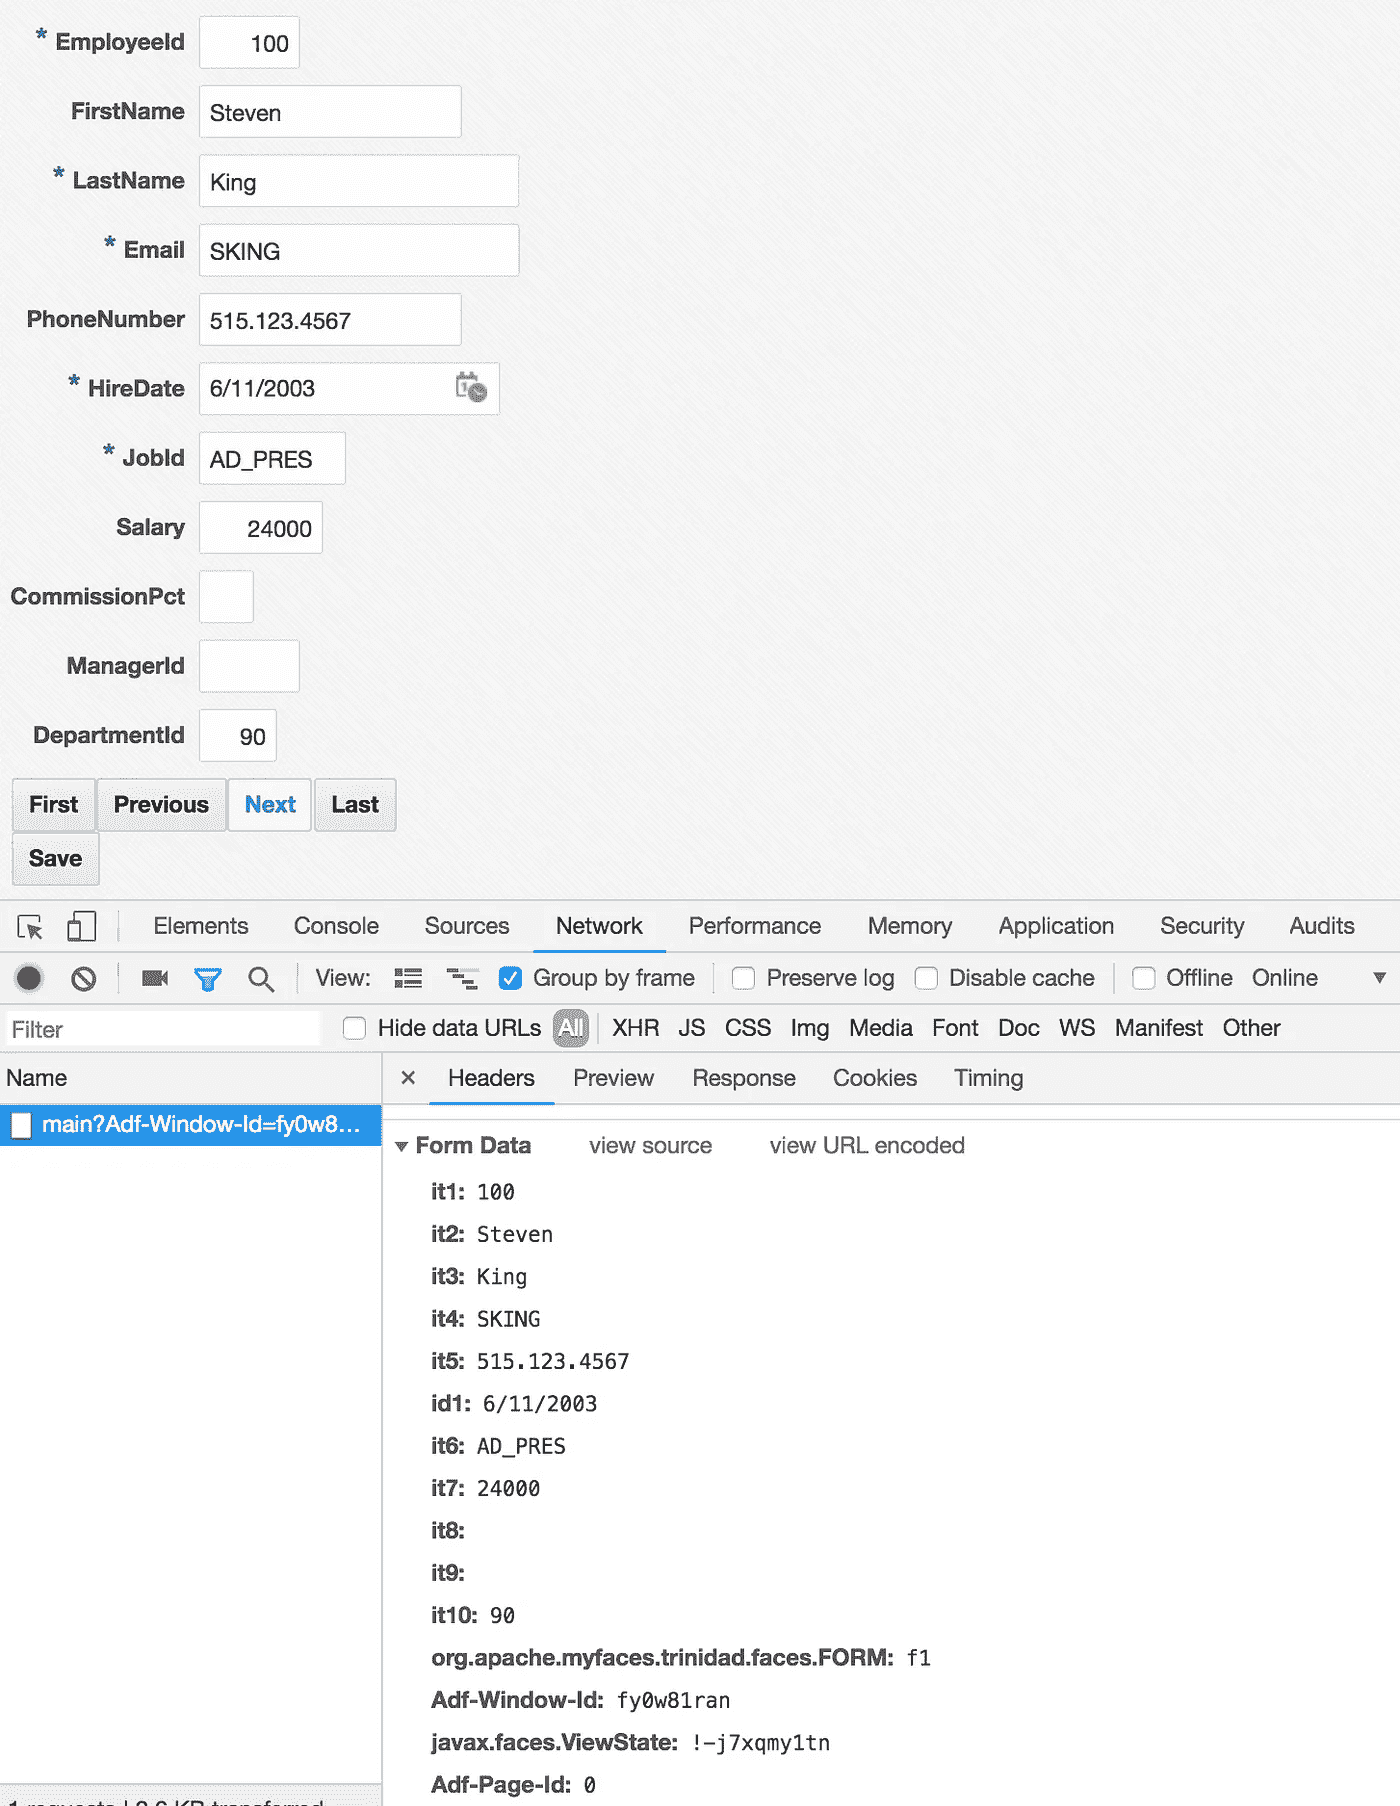 * EmployeeId 100
FirstName Steven
* LastName King
* Email SKING
PhoneNumber 515.123.4567
* HireDate 6/11/2003
* JobId AD_PRES
Salary 24000
CommissionPct
ManagerId
DepartmentId 90
First Previous Next Last
Save
Elements Console Sources Network Performance Memory Application Security Audits
View: Group by frame Preserve log Disable cache Offline Online
Filter Hide data URLs All XHR JS CSS Img Media Font Doc WS Manifest Other
Name × Headers Preview Response Cookies Timing
main?Adf-Window-Id=fy0w8...
Form Data view source view URL encoded
it1: 100
it2: Steven
it3: King
it4: SKING
it5: 515.123.4567
id1: 6/11/2003
it6: AD_PRES
it7: 24000
it8:
it9:
it10: 90
org.apache.myfaces.trinidad.faces.FORM: f1
Adf-Window-Id: fy0w81ran
javax.faces.ViewState: !-j7xqmy1tn
Adf-Page-Id: 0